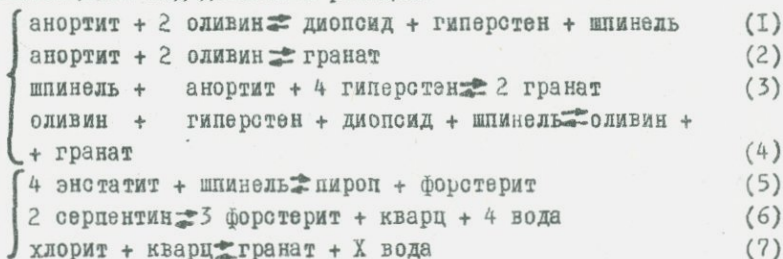 анортит + 2 оливин ⇄ диопсид + гиперстен + шпинель (I)
анортит + 2 оливин ⇄ гранат (2)
шпинель + анортит + 4 гиперстэн ⇄ 2 гранат (3)
оливин + гиперстен + диопсид + шпинель ⇄ оливин +
+ гранат (4)
4 энстатит + шпинель ⇄ пироп + форстерит (5)
2 серпентин ⇄ 3 форстерит + кварц + 4 вода (6)
хлорит + кварц ⇄ гранат + X вода (7)